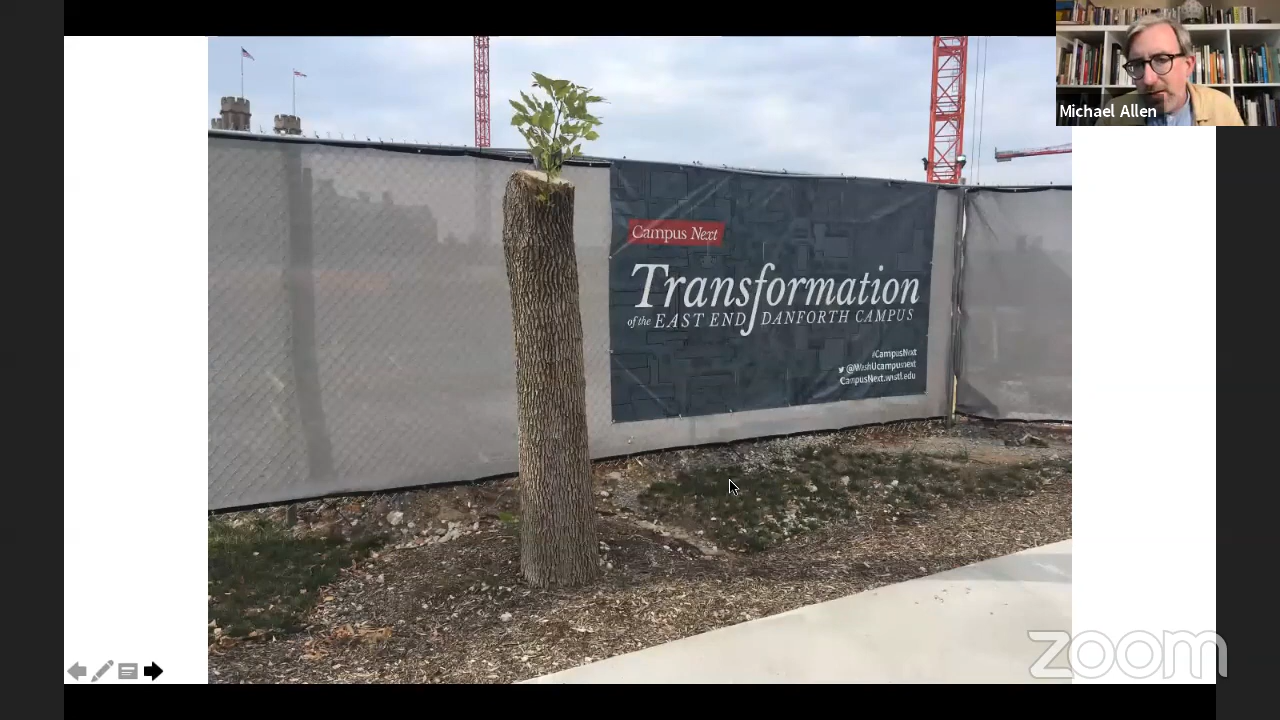 Michael Allen
Campus Next
Transformation
of the EAST END DANFORTH CAMPUS
#CampusNext
@WashUcampusnext
CampusNext.wustl.edu
zoom